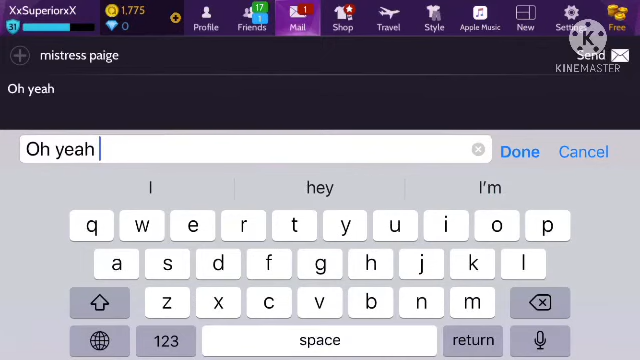 XxSuperiorxX
31
1,775
0
Profile
17
1
Friends
1
Mail
Shop
Travel
Style
Apple Music
New
Settings
Free
mistress paige
Send
K
KINEMASTER
Oh yeah
Oh yeah
Done
Cancel
I
hey
I'm
q w e r t y u i o p
a s d f g h j k l
z x c v b n m
123
space
return